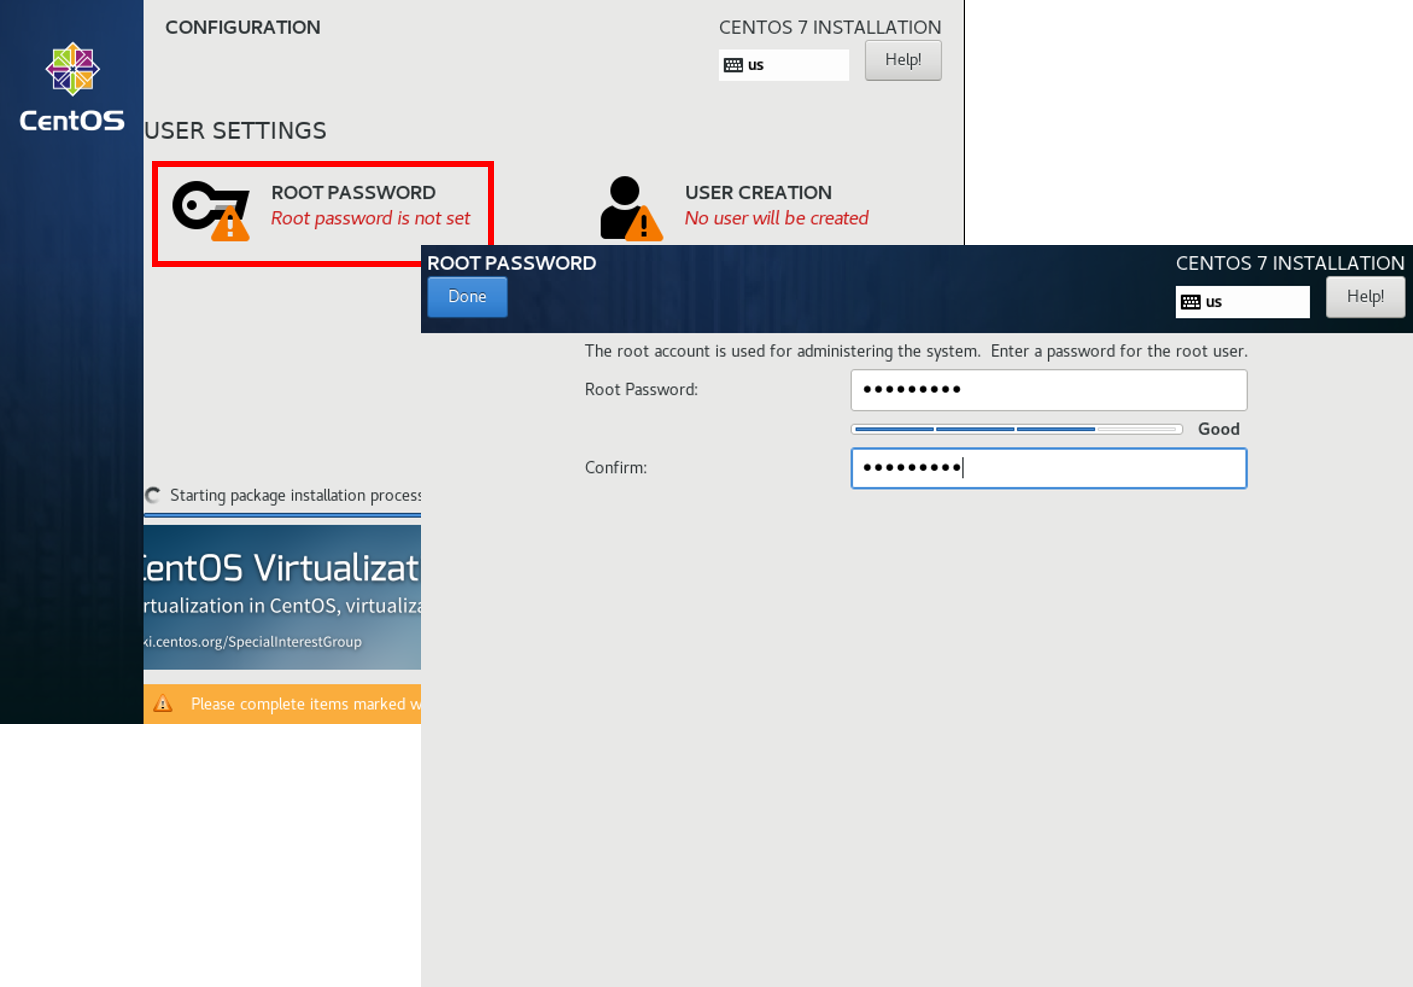 CONFIGURATION
CENTOS 7 INSTALLATION
us
Help!
CentOS
USER SETTINGS
ROOT PASSWORD
Root password is not set
USER CREATION
No user will be created
ROOT PASSWORD
CENTOS 7 INSTALLATION
Done
us
Help!
The root account is used for administering the system. Enter a password for the root user.
Root Password:
●●●●●●●●●
Good
Confirm:
●●●●●●●●●
Starting package installation process
CentOS Virtualizat
rtualization in CentOS, virtualiza
ki.centos.org/SpecialInterestGroup
Please complete items marked w